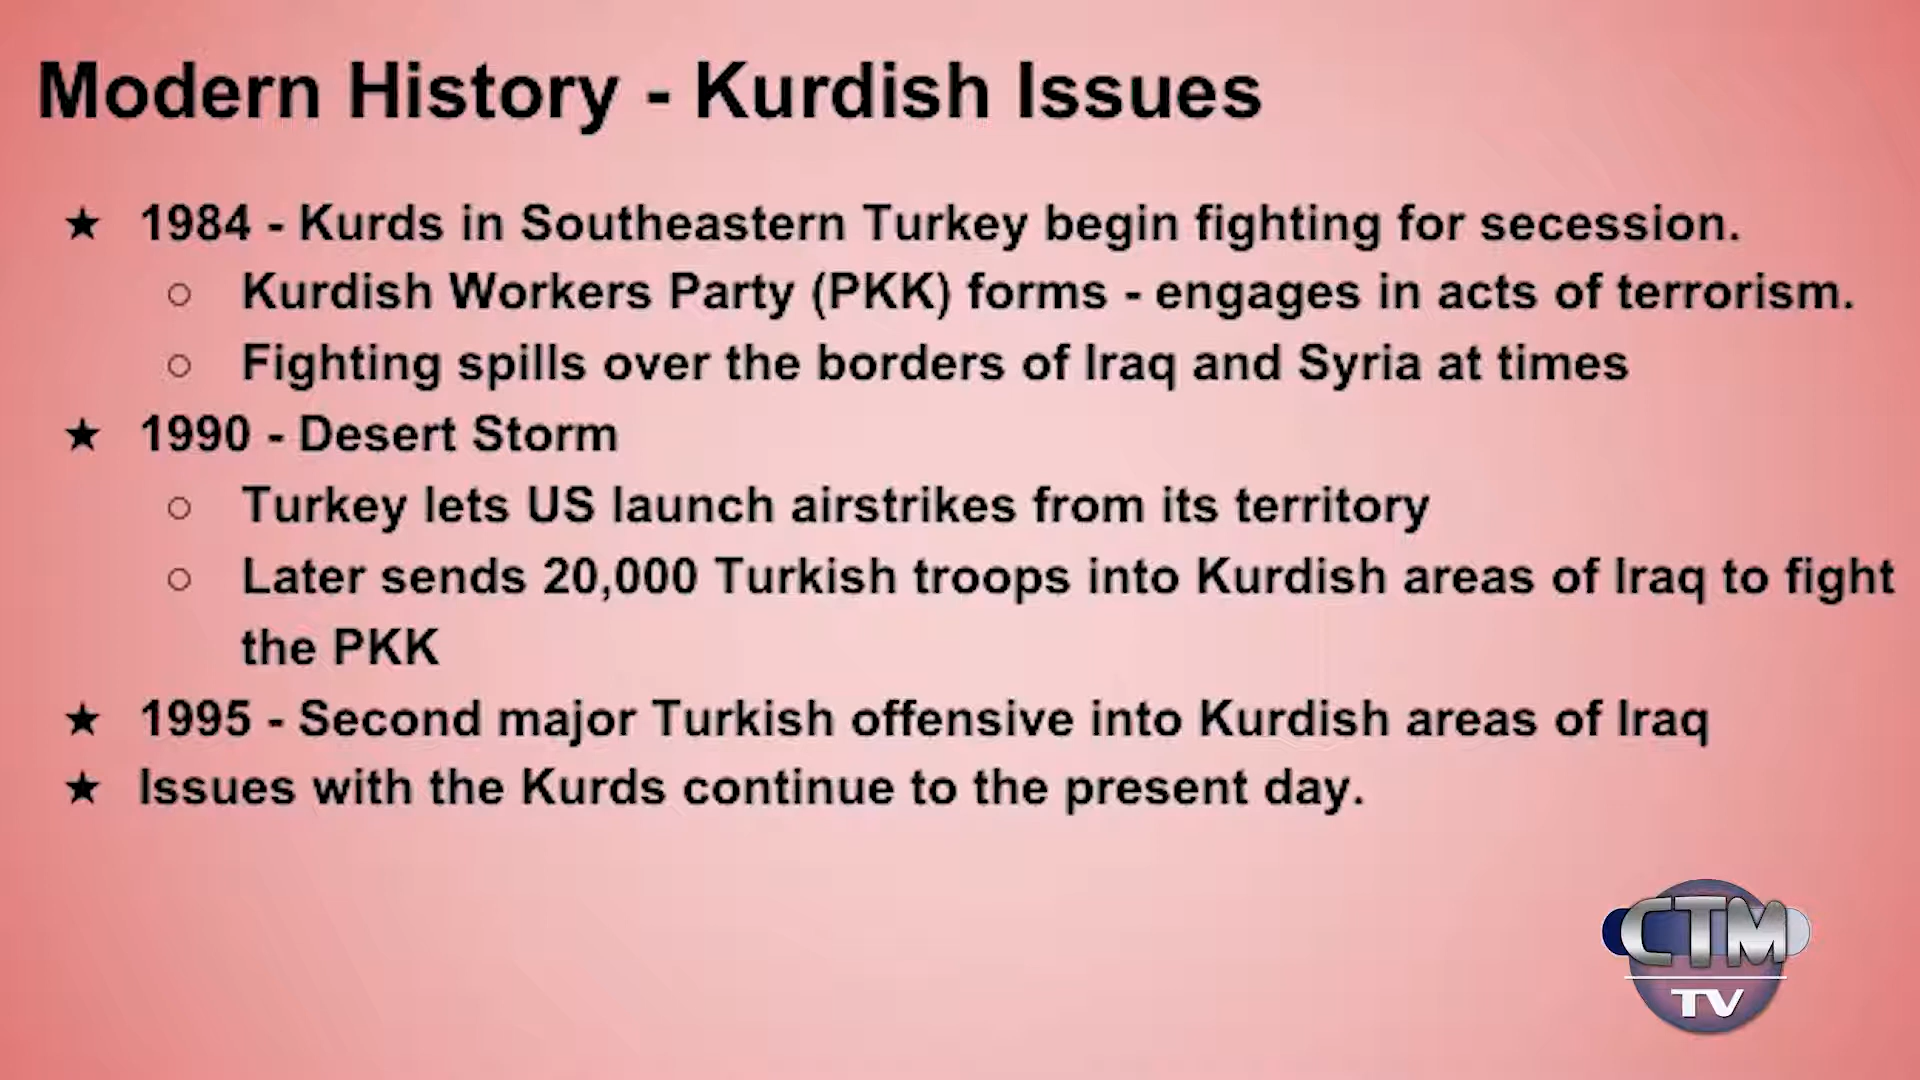 Modern History - Kurdish Issues
★ 1984 - Kurds in Southeastern Turkey begin fighting for secession.
○ Kurdish Workers Party (PKK) forms - engages in acts of terrorism.
○ Fighting spills over the borders of Iraq and Syria at times
★ 1990 - Desert Storm
○ Turkey lets US launch airstrikes from its territory
○ Later sends 20,000 Turkish troops into Kurdish areas of Iraq to fight
the PKK
★ 1995 - Second major Turkish offensive into Kurdish areas of Iraq
★ Issues with the Kurds continue to the present day.
CTM
TV